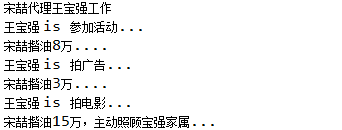 宋喆代理王宝强工作
王宝强 is 参加活动...
宋喆揩油8万....
王宝强 is 拍广告...
宋喆揩油3万....
王宝强 is 拍电影...
宋喆揩油15万，主动照顾宝强家属...